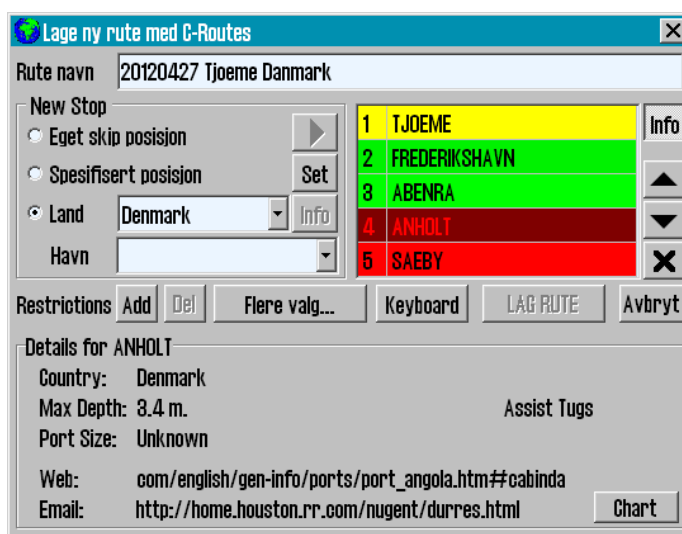 Lage ny rute med C-Routes
Rute navn 20120427 Tjoeme Danmark
New Stop
Eget skip posisjon
Spesifisert posisjon Set
Land Denmark Info
Havn
1 TJOEME
2 FREDERIKSHAVN
3 ABENRA
4 ANHOLT
5 SAEBY
Info
Restrictions Add Del Flere valg... Keyboard LAG RUTE Avbryt
Details for ANHOLT
Country: Denmark
Max Depth: 3.4 m. Assist Tugs
Port Size: Unknown
Web: com/english/gen-info/ports/port_angola.htm#cabinda
Email: http://home.houston.rr.com/nugent/durres.html Chart